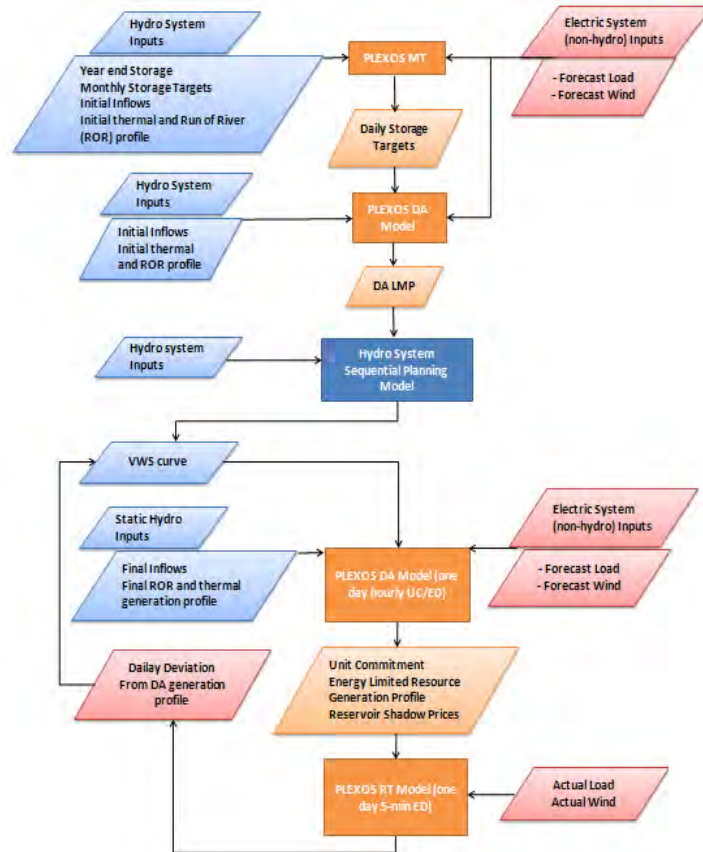 Hydro System
Inputs
Electric System
(non-hydro) Inputs
PLEXOS MT
Year end Storage
Monthly Storage Targets
Initial Inflows
Initial thermal and Run of River
(ROR) profile
- Forecast Load
- Forecast Wind
Daily Storage
Targets
Hydro System
Inputs
PLEXOS DA
Model
Initial Inflows
Initial thermal
and ROR profile
DA LMP
Hydro system
Inputs
Hydro System
Sequential Planning
Model
VWS curve
Static Hydro
Inputs
Electric System
(non-hydro) Inputs
Final Inflows
Final ROR and thermal
generation profile
PLEXOS DA Model (one
day (hourly UC/ED)
- Forecast Load
- Forecast Wind
Dailay Deviation
From DA generation
profile
Unit Commitment
Energy Limited Resource
Generation Profile
Reservoir Shadow Prices
PLEXOS RT Model (one
day 5-min ED)
Actual Load
Actual Wind